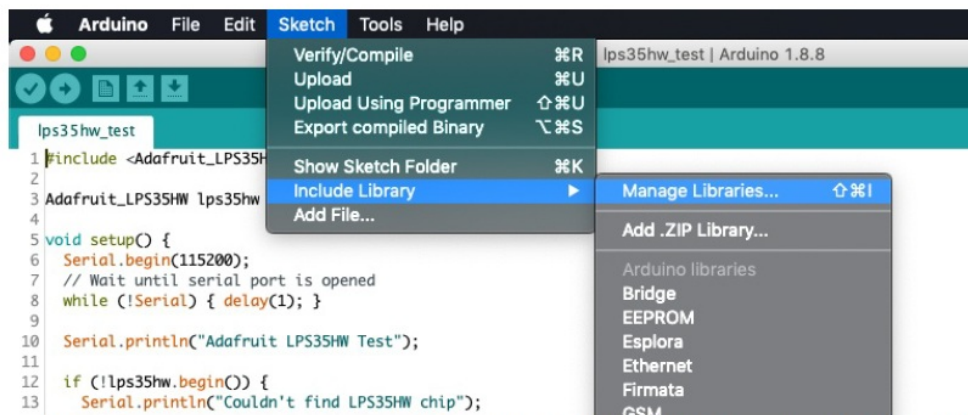 Arduino File Edit Sketch Tools Help
lps35hw_test | Arduino 1.8.8
Verify/Compile ⌘R
Upload ⌘U
Upload Using Programmer ⇧⌘U
Export compiled Binary ⌥⌘S
Show Sketch Folder ⌘K
Include Library ▶
Add File...
Manage Libraries... ⇧⌘I
Add .ZIP Library...
Arduino libraries
Bridge
EEPROM
Esplora
Ethernet
Firmata
GSM
lps35hw_test
1 #include <Adafruit_LPS35H
2
3 Adafruit_LPS35HW lps35hw
4
5 void setup() {
6 Serial.begin(115200);
7 // Wait until serial port is opened
8 while (!Serial) { delay(1); }
9
10 Serial.println("Adafruit LPS35HW Test");
11
12 if (!lps35hw.begin()) {
13 Serial.println("Couldn't find LPS35HW chip");